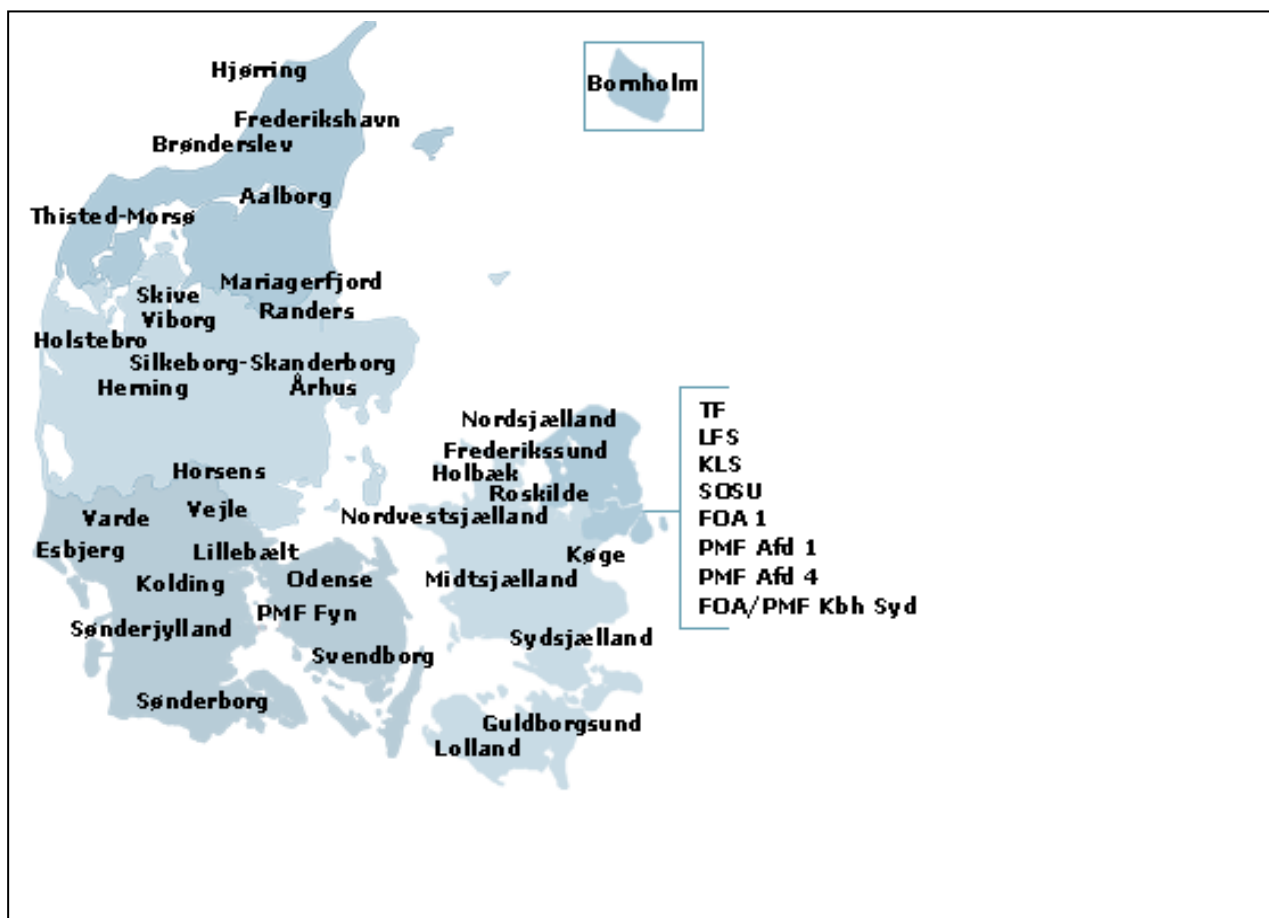 Hjørring
Bornholm
Frederikshavn
Brønderslev
Aalborg
Thisted-Morsø
Mariagerfjord
Skive
Randers
Viborg
Holstebro
Silkeborg-Skanderborg
Herning
Århus
Nordsjælland
Frederikssund
Holbæk
Roskilde
Nordvestsjælland
Horsens
Vejle
Varde
Esbjerg
Lillebælt
Køge
Kolding
Odense
Midtsjælland
PMF Fyn
Sønderjylland
Sydsjælland
Svendborg
Sønderborg
Guldborgsund
Lolland
TF
LFS
KLS
SOSU
FOA 1
PMF Afd 1
PMF Afd 4
FOA/PMF Kbh Syd